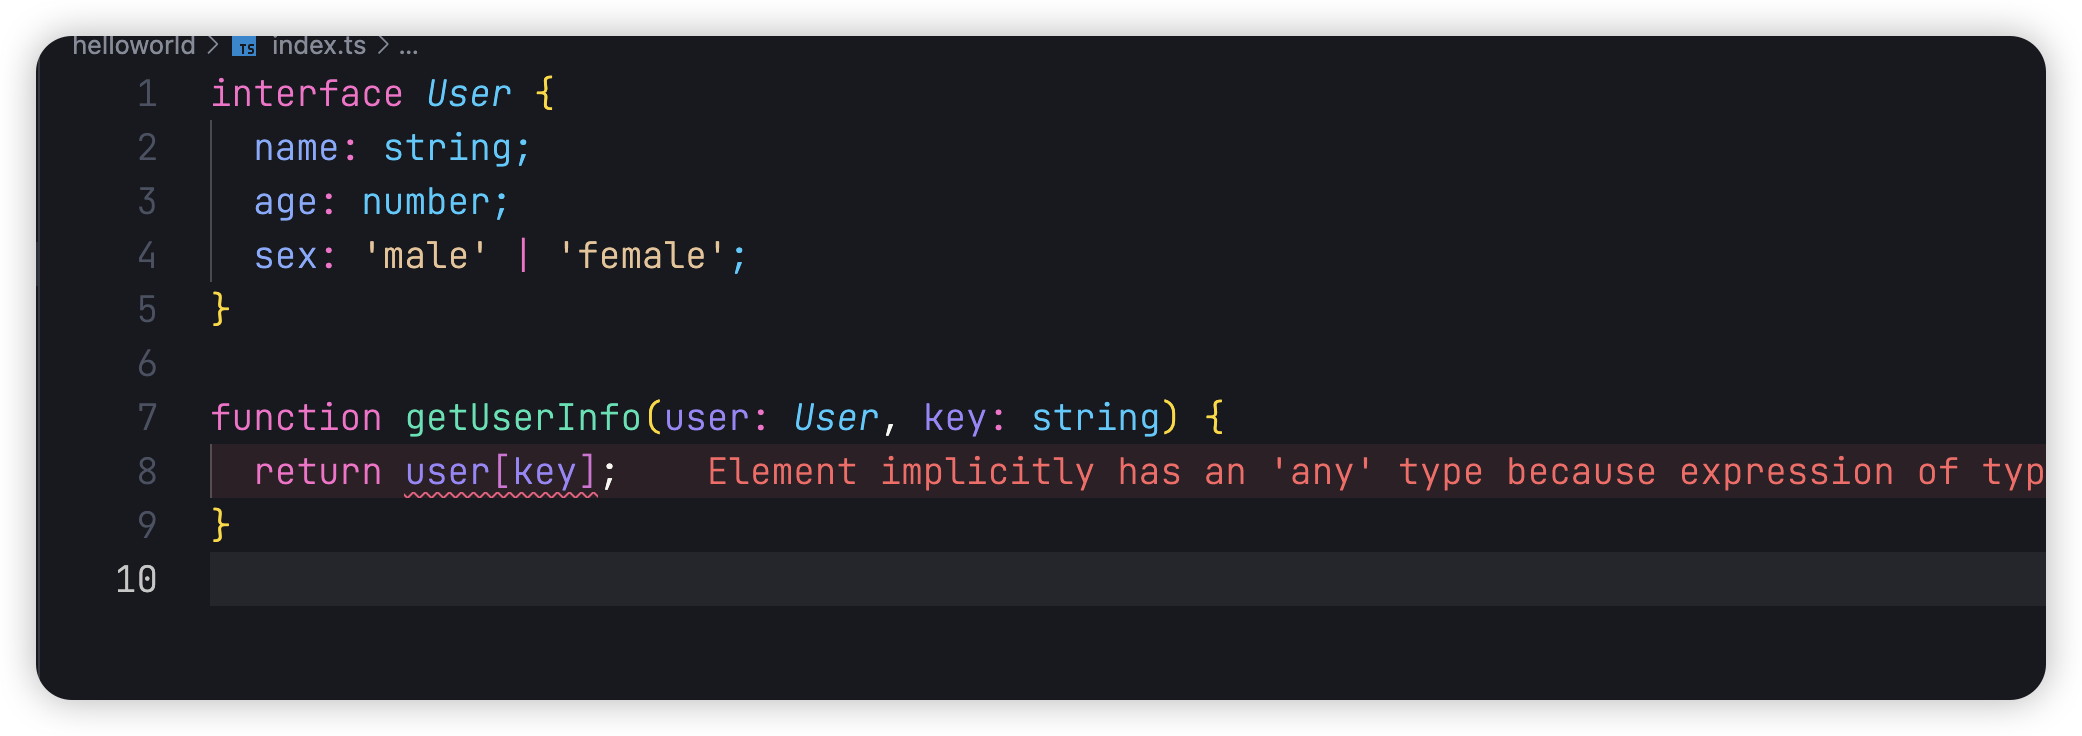 helloworld > TS index.ts > ...
1 interface User {
2   name: string;
3   age: number;
4   sex: 'male' | 'female';
5 }
6
7 function getUserInfo(user: User, key: string) {
8   return user[key];    Element implicitly has an 'any' type because expression of typ
9 }
10